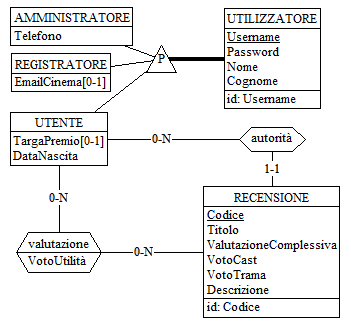 AMMINISTRATORE
Telefono
REGISTRATORE
EmailCinema[0-1]
P
UTILIZZATORE
Username
Password
Nome
Cognome
id: Username
UTENTE
TargaPremio[0-1]
DataNascita
0-N
autorità
1-1
0-N
valutazione
VotoUtilità
0-N
RECENSIONE
Codice
Titolo
ValutazioneComplessiva
VotoCast
VotoTrama
Descrizione
id: Codice